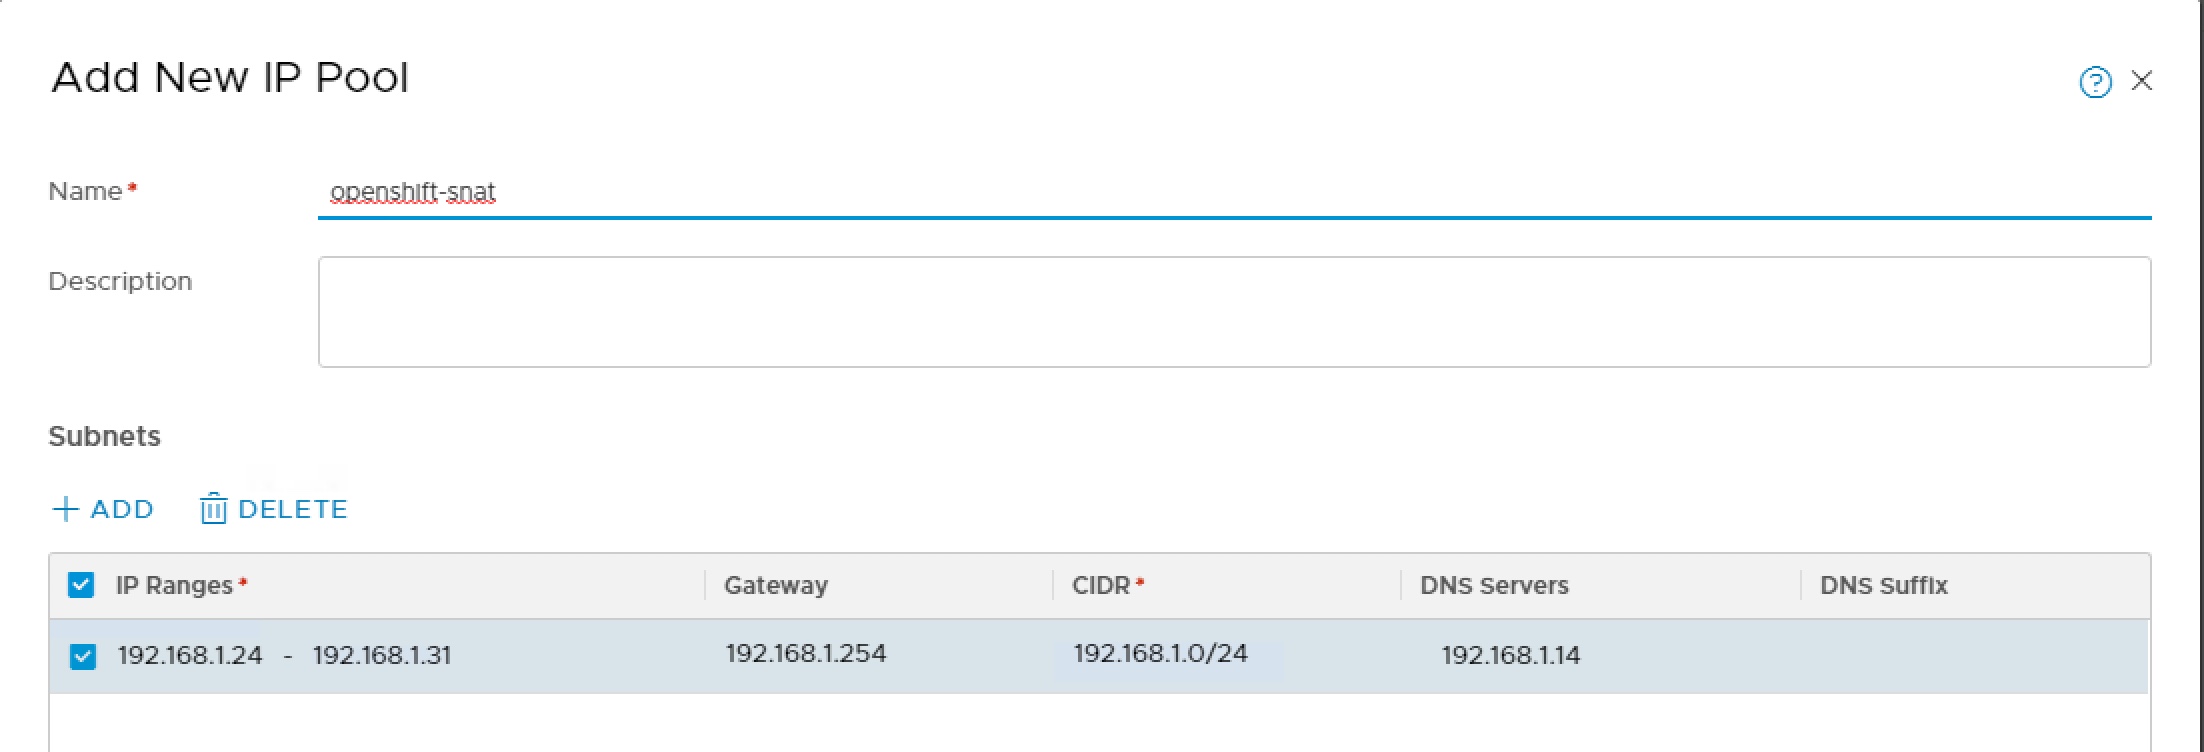 Add New IP Pool
Name* openshift-snat
Description
Subnets
+ ADD DELETE
IP Ranges* Gateway CIDR* DNS Servers DNS Suffix
192.168.1.24 - 192.168.1.31 192.168.1.254 192.168.1.0/24 192.168.1.14